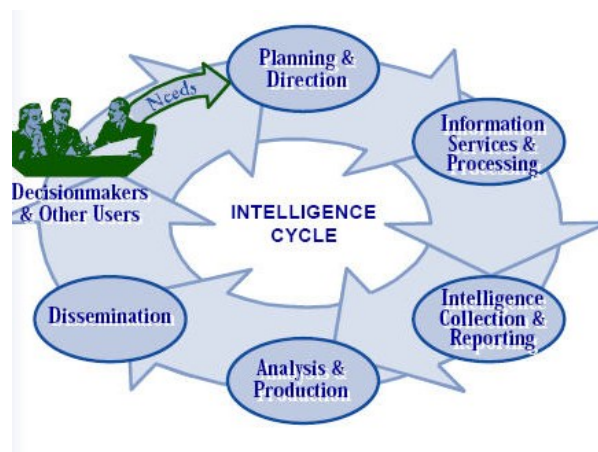 Planning &
Direction
Needs
Information
Services &
Processing
Decisionmakers
& Other Users
INTELLIGENCE
CYCLE
Intelligence
Collection &
Reporting
Dissemination
Analysis &
Production